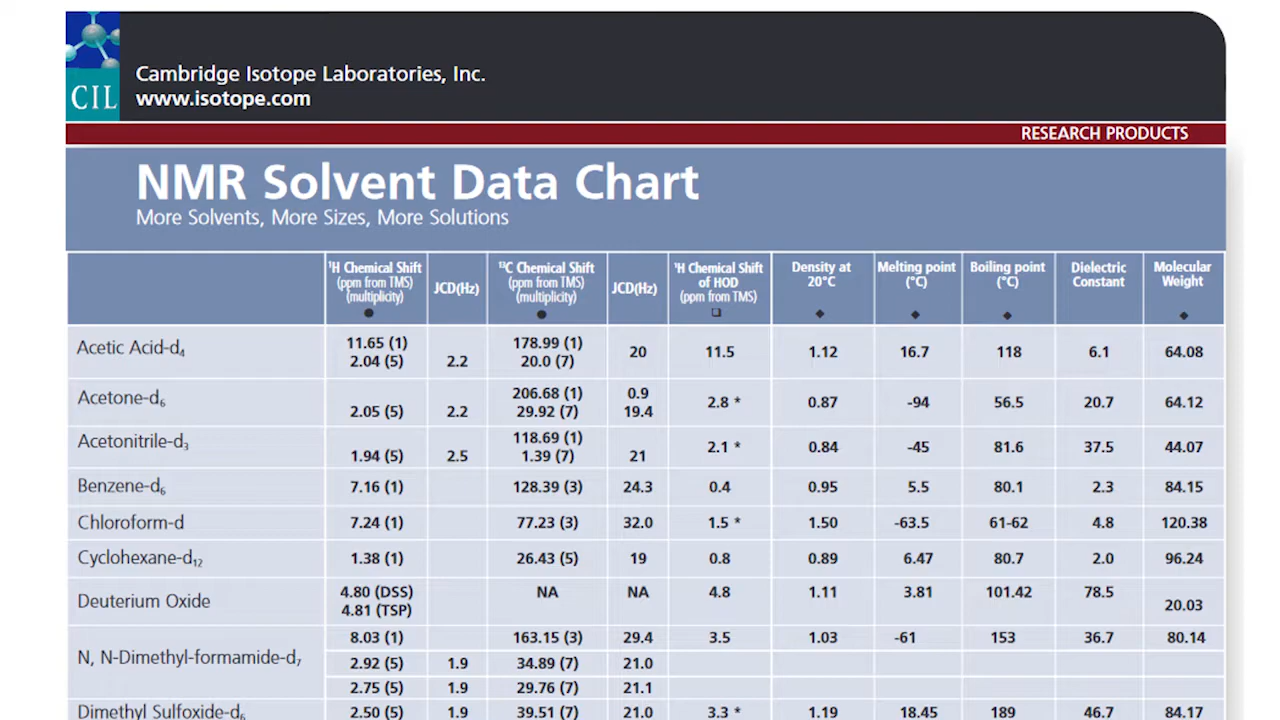 CIL
Cambridge Isotope Laboratories, Inc.
www.isotope.com
RESEARCH PRODUCTS
NMR Solvent Data Chart
More Solvents, More Sizes, More Solutions
¹H Chemical Shift (ppm from TMS) (multiplicity) ● JCD(Hz) ¹³C Chemical Shift (ppm from TMS) (multiplicity) ● JCD(Hz) ¹H Chemical Shift of HOD (ppm from TMS) ❑ Density at 20°C ◆ Melting point (°C) ◆ Boiling point (°C) ◆ Dielectric Constant Molecular Weight ◆
Acetic Acid-d₄ 11.65 (1) 178.99 (1) 20 11.5 1.12 16.7 118 6.1 64.08
2.04 (5) 2.2 20.0 (7)
Acetone-d₆ 206.68 (1) 0.9 2.8 * 0.87 -94 56.5 20.7 64.12
2.05 (5) 2.2 29.92 (7) 19.4
Acetonitrile-d₃ 118.69 (1) 2.1 * 0.84 -45 81.6 37.5 44.07
1.94 (5) 2.5 1.39 (7) 21
Benzene-d₆ 7.16 (1) 128.39 (3) 24.3 0.4 0.95 5.5 80.1 2.3 84.15
Chloroform-d 7.24 (1) 77.23 (3) 32.0 1.5 * 1.50 -63.5 61-62 4.8 120.38
Cyclohexane-d₁₂ 1.38 (1) 26.43 (5) 19 0.8 0.89 6.47 80.7 2.0 96.24
Deuterium Oxide 4.80 (DSS) NA NA 4.8 1.11 3.81 101.42 78.5 20.03
4.81 (TSP)
N, N-Dimethyl-formamide-d₇ 8.03 (1) 163.15 (3) 29.4 3.5 1.03 -61 153 36.7 80.14
2.92 (5) 1.9 34.89 (7) 21.0
2.75 (5) 1.9 29.76 (7) 21.1
Dimethyl Sulfoxide-d₆ 2.50 (5) 1.9 39.51 (7) 21.0 3.3 * 1.19 18.45 189 46.7 84.17